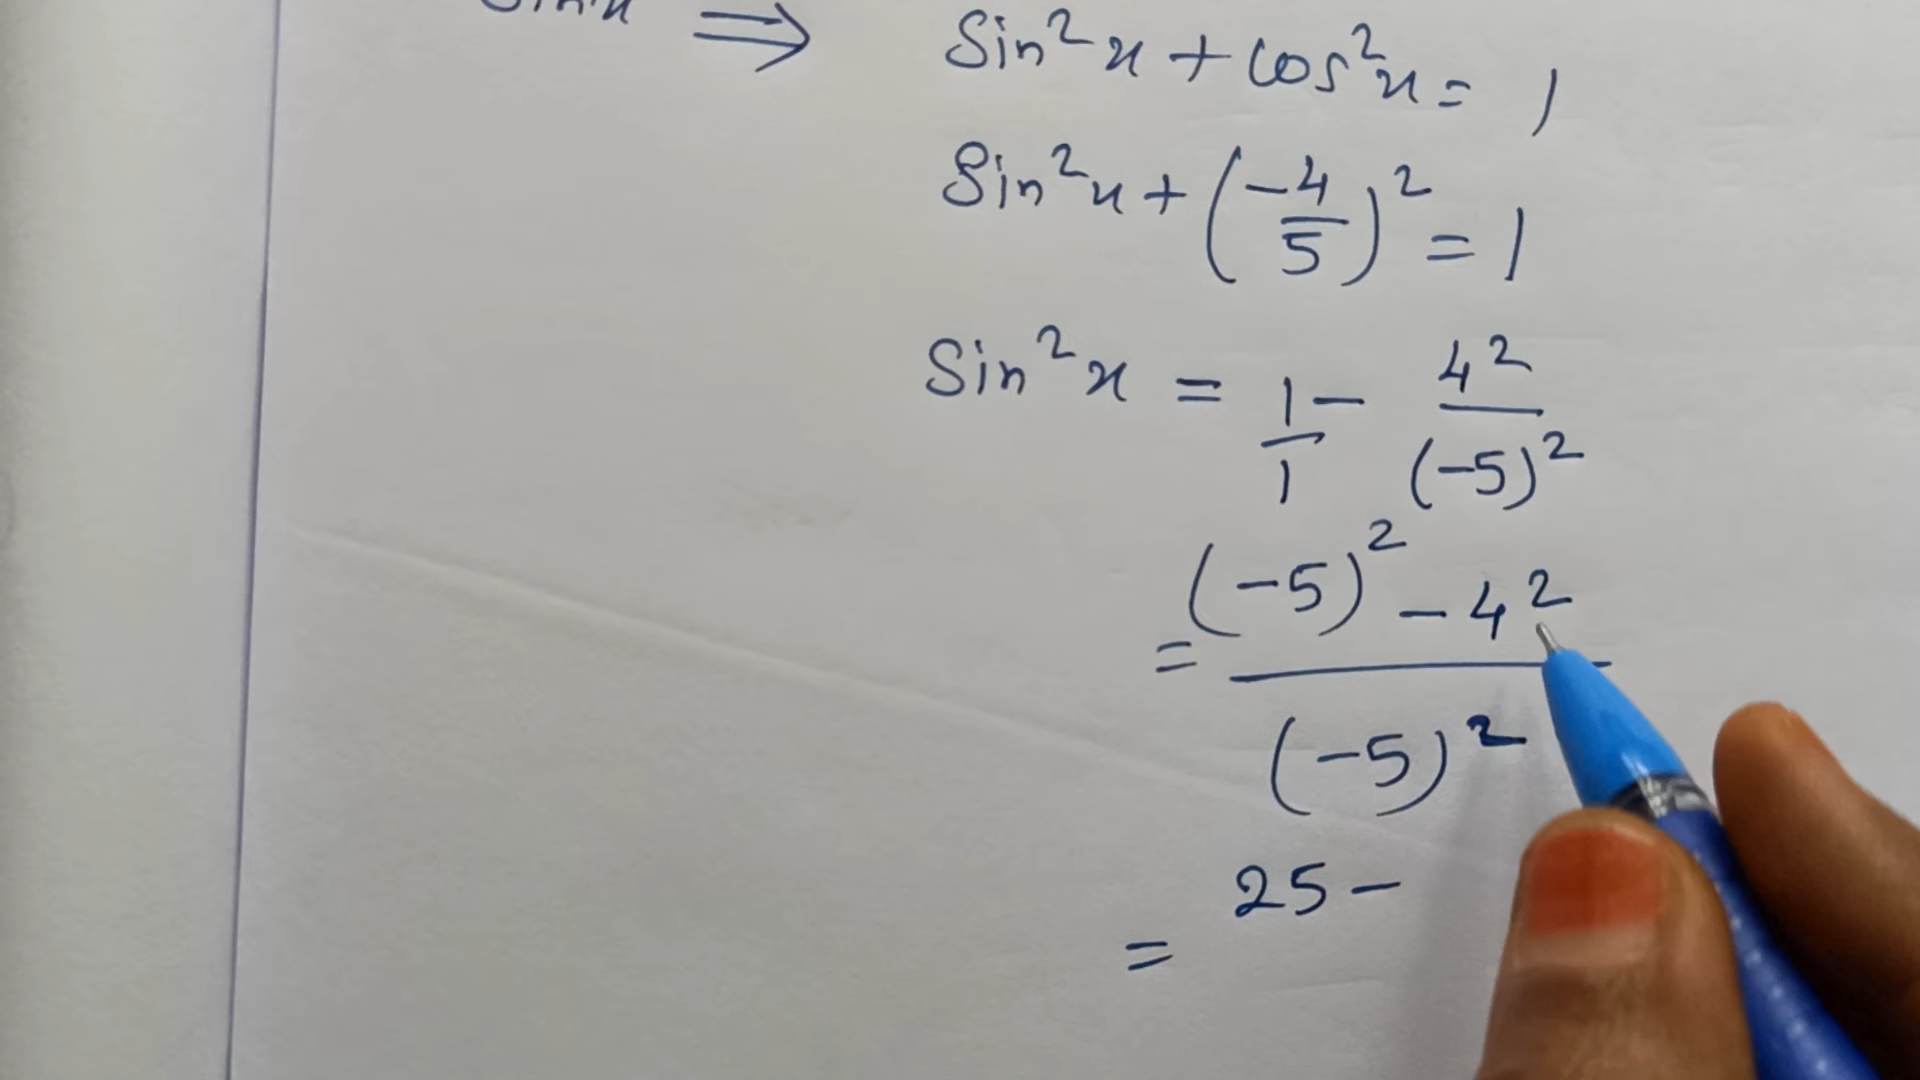 sin x ⇒ Sin²x + cos²x = 1
Sin²x + (-4/5)² = 1
Sin²x = 1/1 - 4²/(-5)²
= (-5)² - 4² / (-5)²
= 25 -